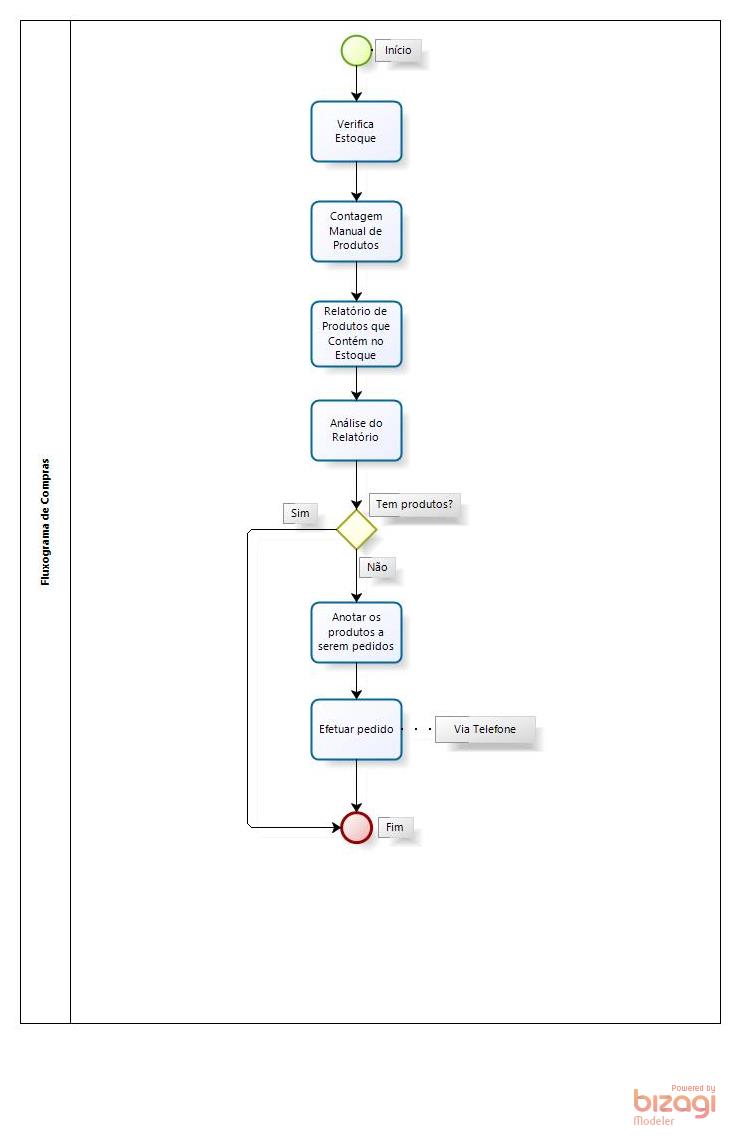 Início
Verifica
Estoque
Contagem
Manual de
Produtos
Relatório de
Produtos que
Contém no
Estoque
Análise do
Relatório
Fluxograma de Compras
Tem produtos?
Sim
Não
Anotar os
produtos a
serem pedidos
Efetuar pedido
Via Telefone
Fim
Powered by
bizagi
Modeler